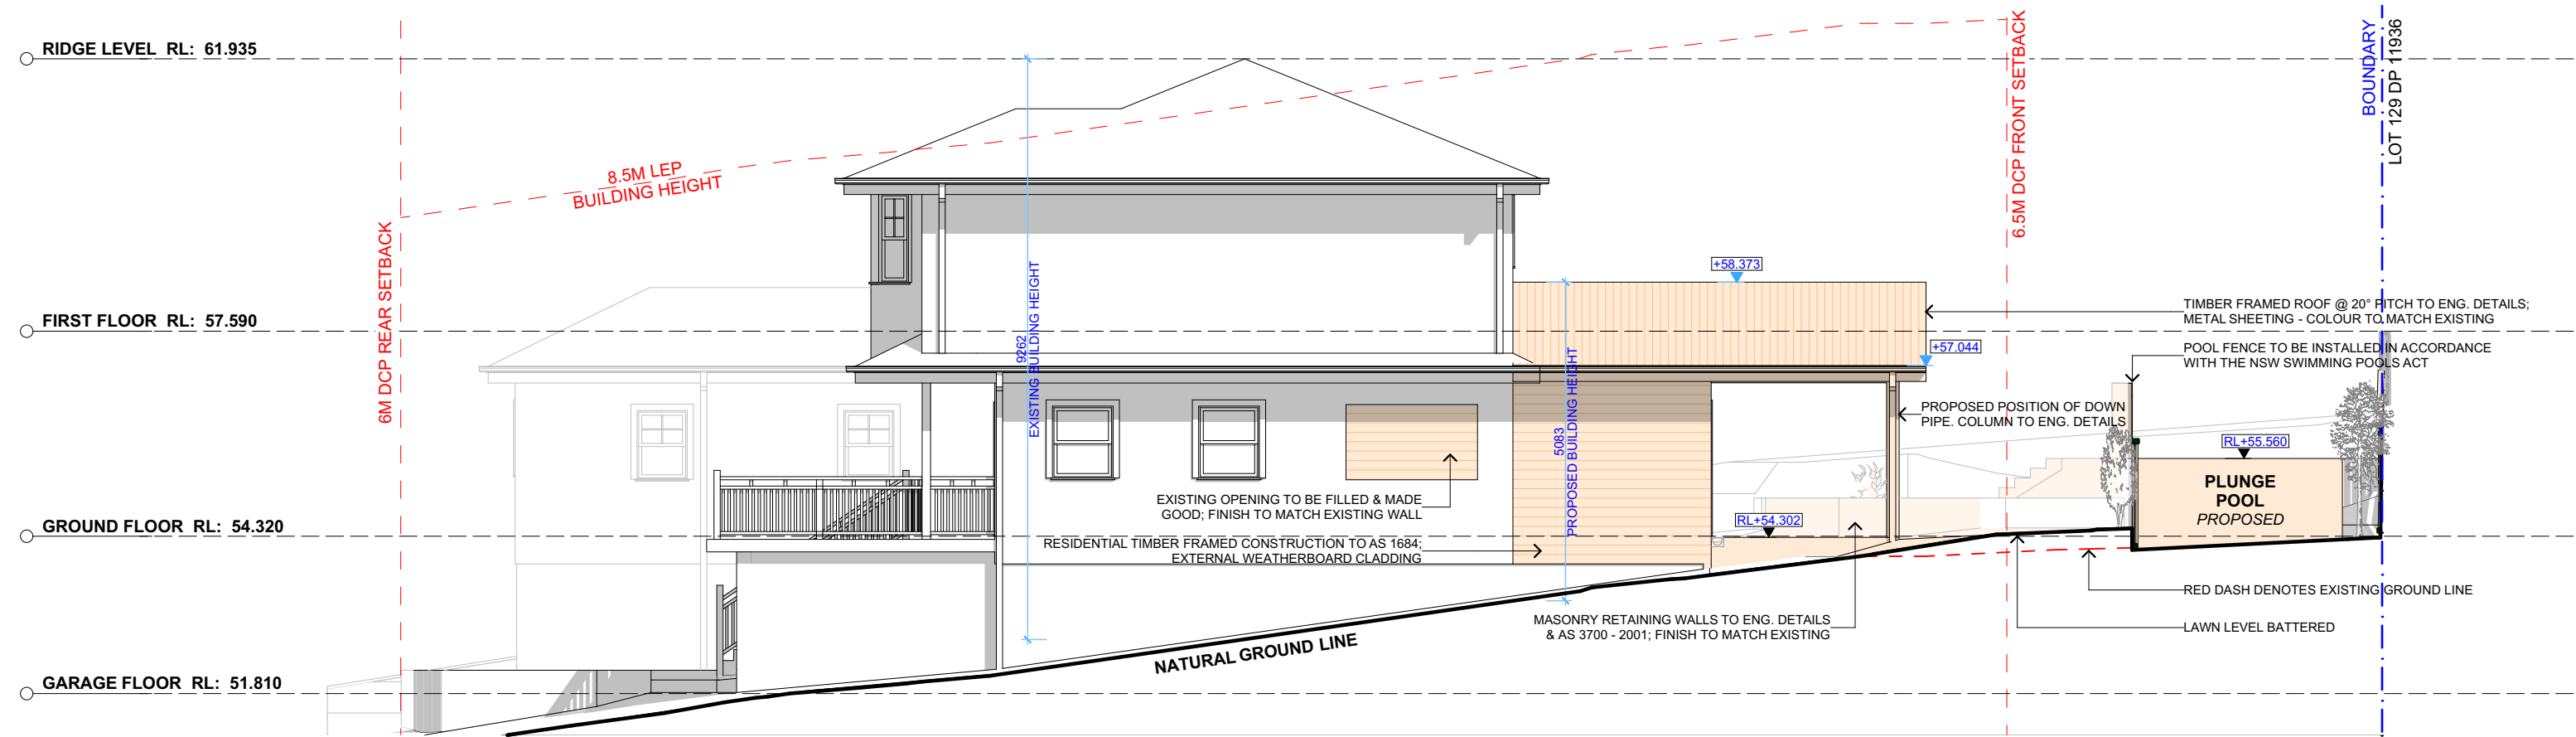 RIDGE LEVEL RL: 61.935
FIRST FLOOR RL: 57.590
GROUND FLOOR RL: 54.320
GARAGE FLOOR RL: 51.810
6M DCP REAR SETBACK
8.5M LEP
BUILDING HEIGHT
9262
EXISTING BUILDING HEIGHT
EXISTING OPENING TO BE FILLED & MADE
GOOD; FINISH TO MATCH EXISTING WALL
RESIDENTIAL TIMBER FRAMED CONSTRUCTION TO AS 1684;
EXTERNAL WEATHERBOARD CLADDING
NATURAL GROUND LINE
5083
PROPOSED BUILDING HEIGHT
+58.373
+57.044
RL+54.302
MASONRY RETAINING WALLS TO ENG. DETAILS
& AS 3700 - 2001; FINISH TO MATCH EXISTING
PROPOSED POSITION OF DOWN
PIPE. COLUMN TO ENG. DETAILS
6.5M DCP FRONT SETBACK
BOUNDARY
LOT 129 DP 11936
TIMBER FRAMED ROOF @ 20° PITCH TO ENG. DETAILS;
METAL SHEETING - COLOUR TO MATCH EXISTING
POOL FENCE TO BE INSTALLED IN ACCORDANCE
WITH THE NSW SWIMMING POOLS ACT
RL+55.560
PLUNGE
POOL
PROPOSED
RED DASH DENOTES EXISTING GROUND LINE
LAWN LEVEL BATTERED